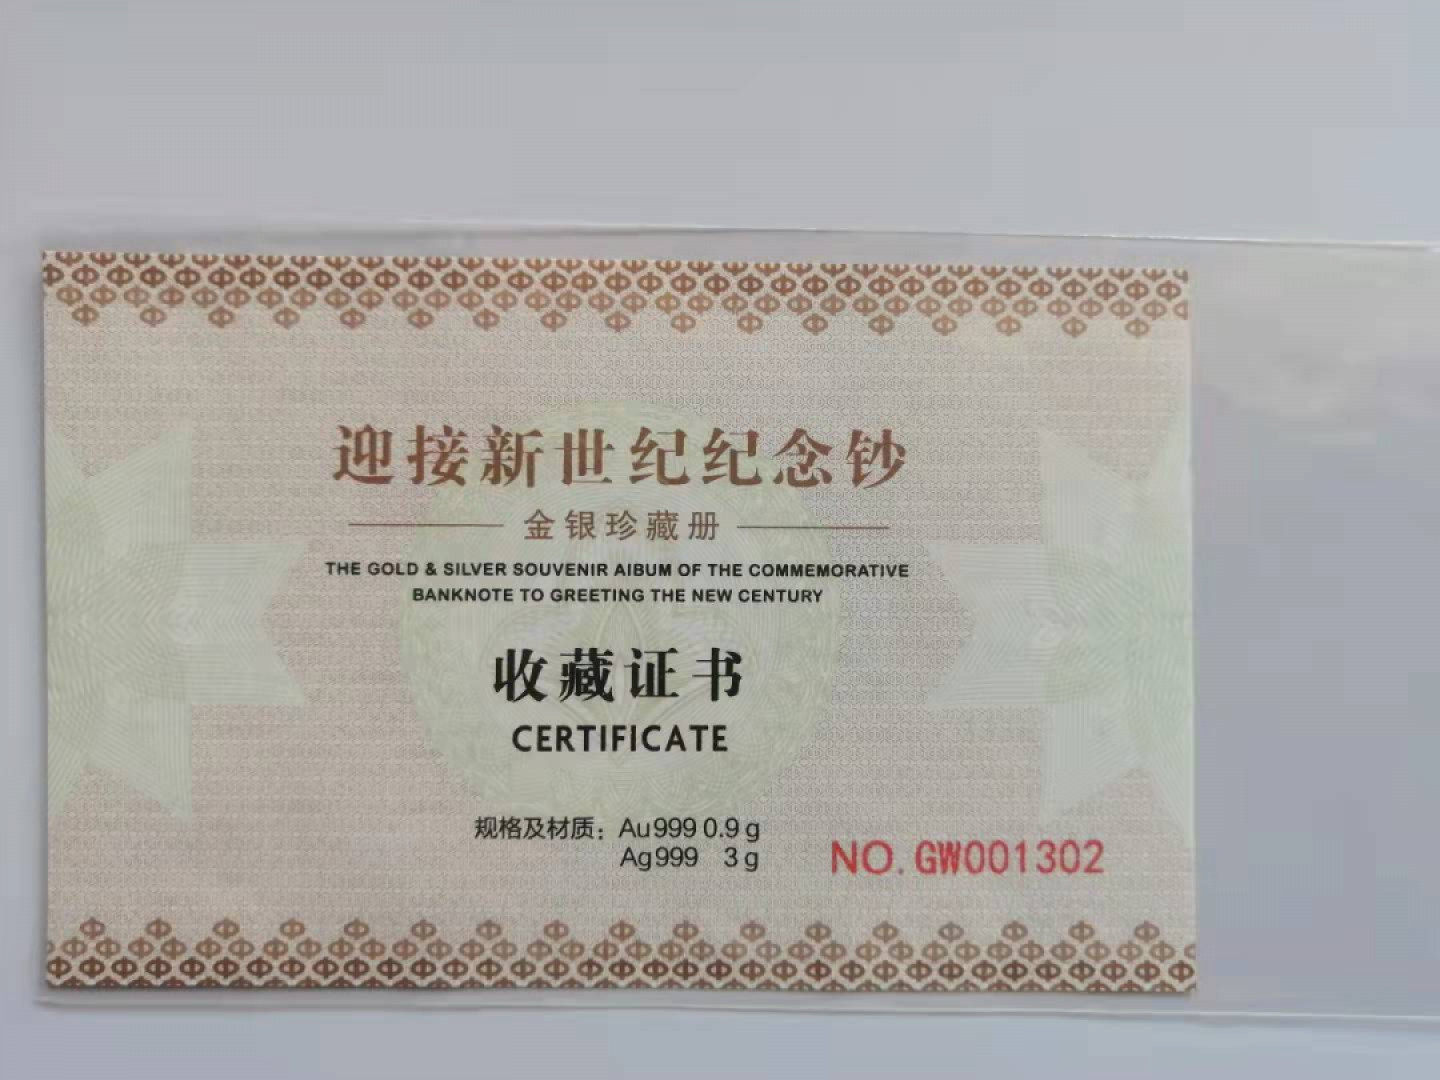 迎接新世纪纪念钞
金银珍藏册
THE GOLD & SILVER SOUVENIR AIBUM OF THE COMMEMORATIVE
BANKNOTE TO GREETING THE NEW CENTURY
收藏证书
CERTIFICATE
规格及材质：Au999 0.9g
Ag999 3g
NO.GW001302